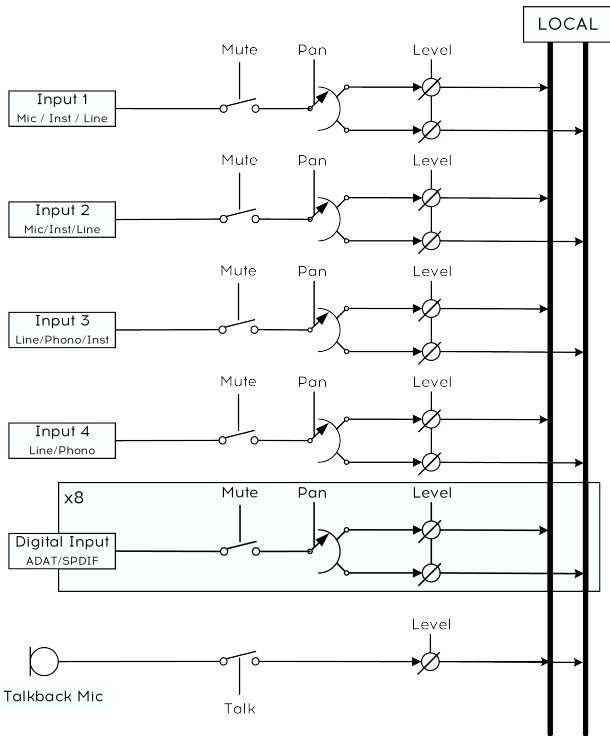 LOCAL
Mute Pan Level
Input 1
Mic / Inst / Line
Mute Pan Level
Input 2
Mic/Inst/Line
Mute Pan Level
Input 3
Line/Phono/Inst
Mute Pan Level
Input 4
Line/Phono
x8
Mute Pan Level
Digital Input
ADAT/SPDIF
Level
Talkback Mic
Talk